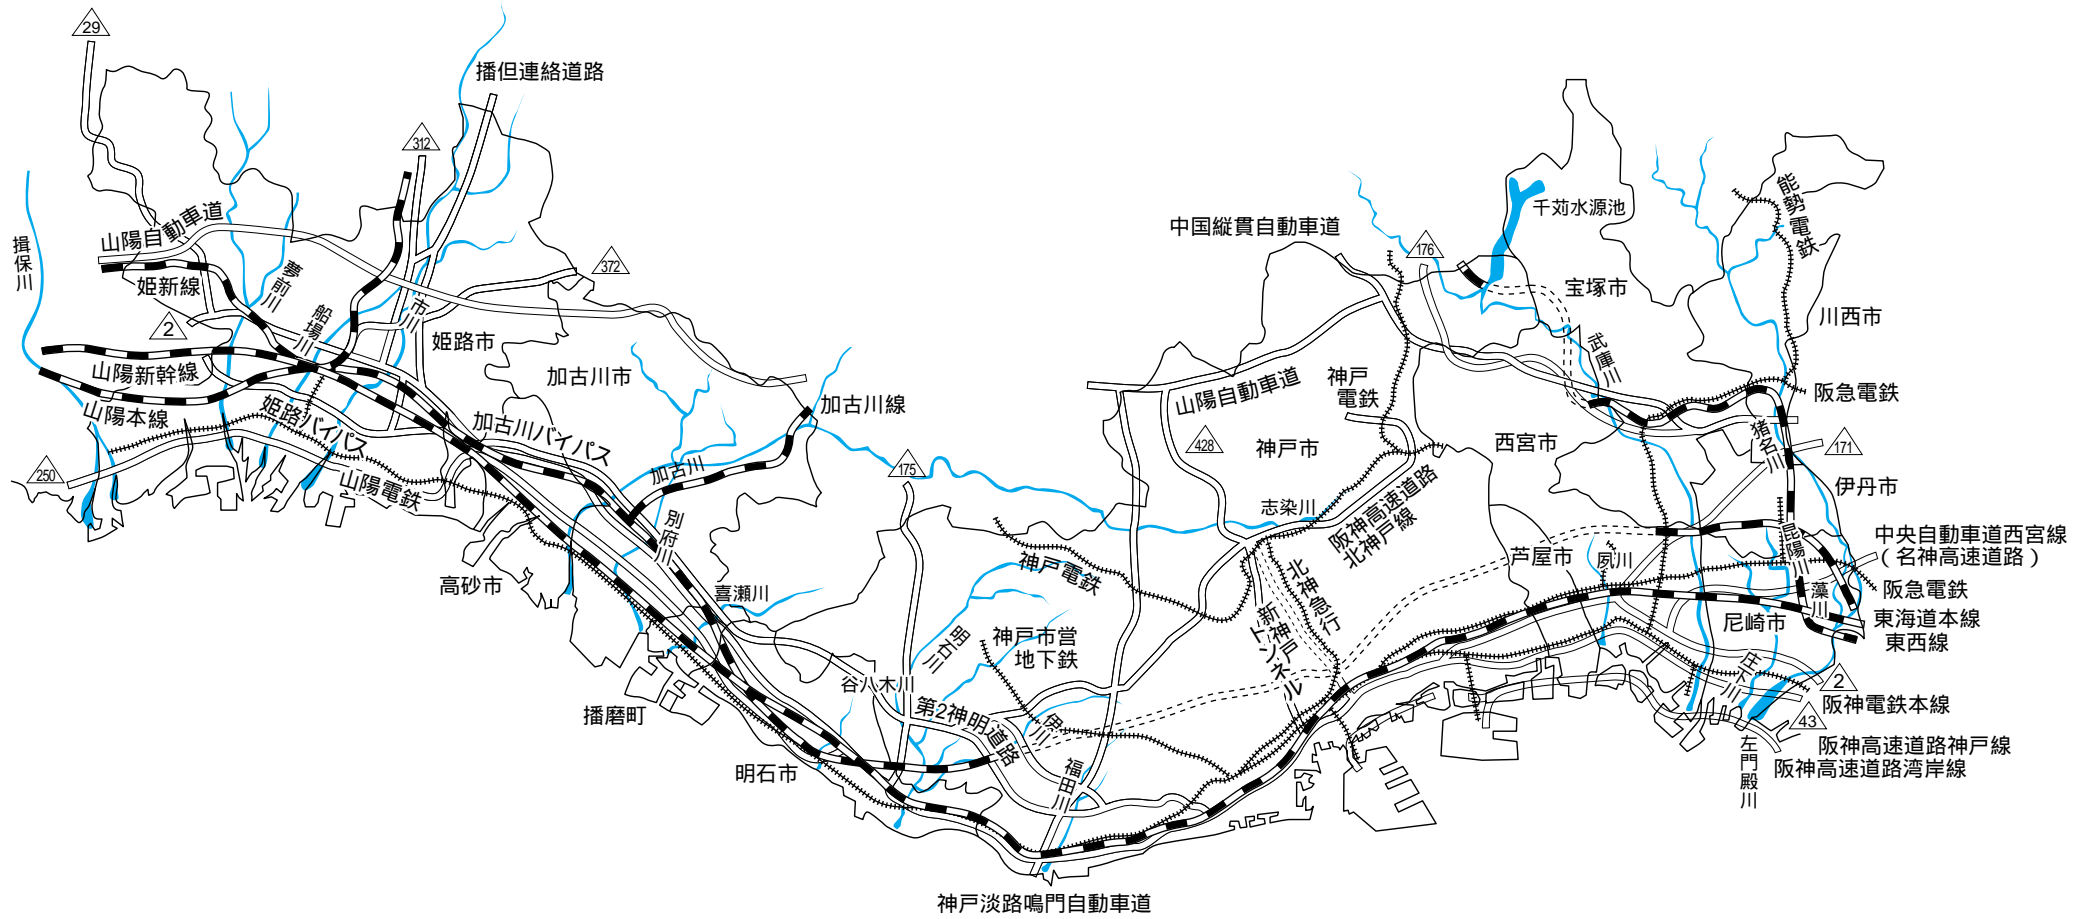 29
播但連絡道路
312
山陽自動車道
揖保川
姫新線
夢前川
船場川
市川
372
2
姫路市
山陽新幹線
加古川市
山陽本線
姫路バイパス
加古川バイパス
加古川線
加古川
250
山陽電鉄
別府川
高砂市
喜瀬川
播磨町
谷八木川
明石市
175
神戸電鉄
明石川
神戸市営
地下鉄
第2神明道路
伊川
福田川
神戸淡路鳴門自動車道
中国縦貫自動車道
176
千苅水源池
能勢電鉄
宝塚市
川西市
武庫川
山陽自動車道
神戸
電鉄
阪急電鉄
428
神戸市
西宮市
猪名川
171
伊丹市
志染川
阪神高速道路
北神戸線
北神急行
新神戸
トンネル
芦屋市
夙川
昆陽川
中央自動車道西宮線
(名神高速道路)
藻川
阪急電鉄
尼崎市
東海道本線
東西線
庄下川
2
阪神電鉄本線
43
左門殿川
阪神高速道路神戸線
阪神高速道路湾岸線